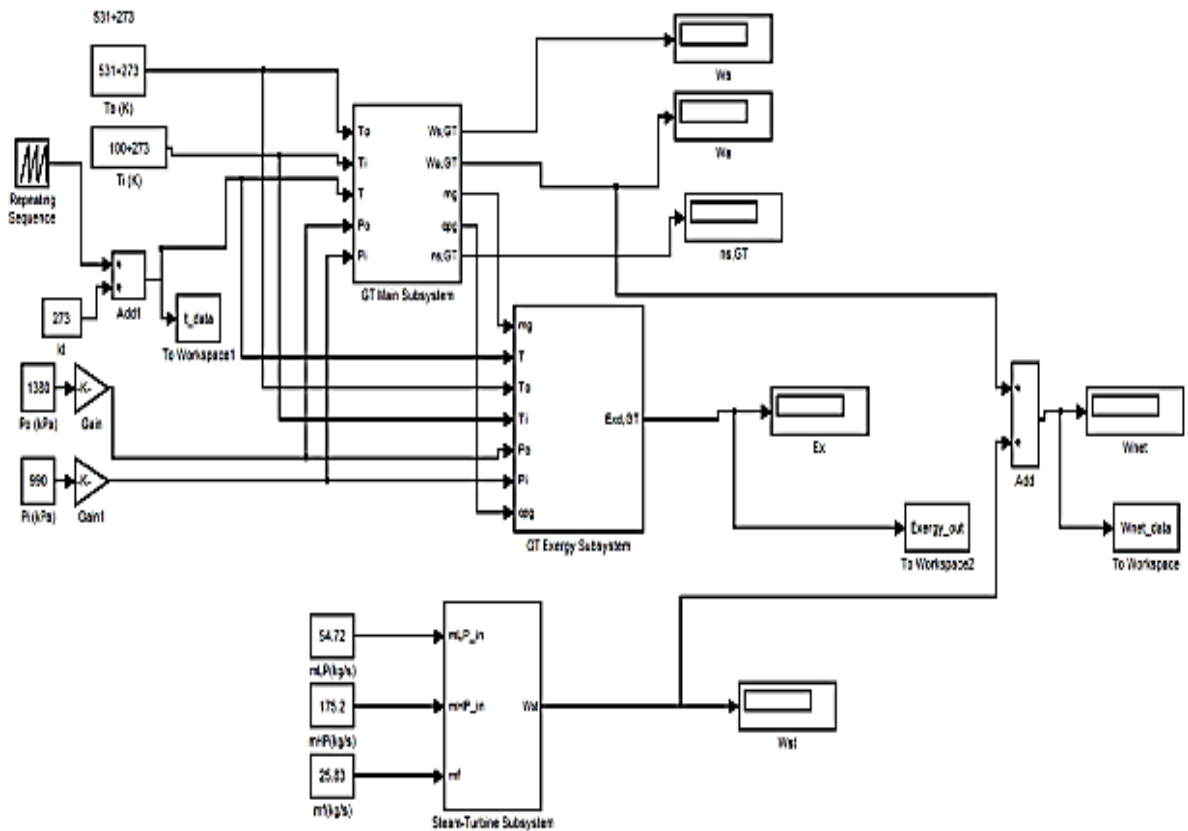 531+273
531+273
To (K)
100+273
Ti (K)
Repeating
Sequence
Add1
273
t_data
To Workspace1
1380
Po (kPa)
-K-
Gain
990
Pi (kPa)
-K-
Gain1
To
Ti
T
Po
Pi
Ws,GT
Wa,GT
mg
cpg
ns,GT
GT Main Subsystem
Ws
Wa
ns,GT
mg
T
To
Ti
Po
Pi
cpg
Exd,GT
GT Exergy Subsystem
Ex
Exergy_out
To Workspace2
Add
Wnet
Wnet_data
To Workspace
54.72
mLP(kg/s)
175.2
mHP(kg/s)
mf(kg/s)
mLP_in
mHP_in
mf
Wst
Steam-Turbine Subsystem
Wst